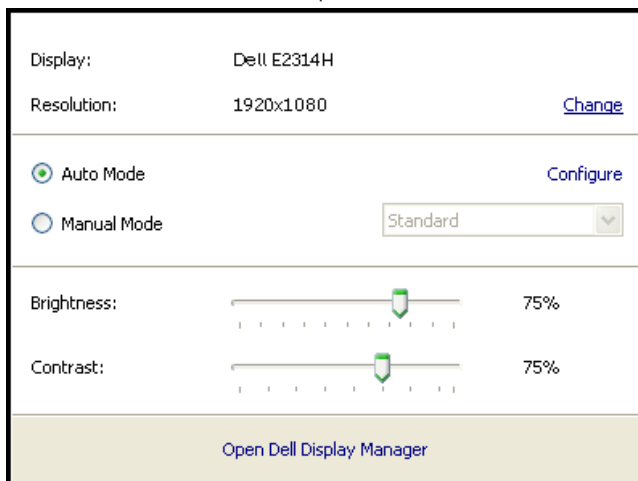 Display: Dell E2314H
Resolution: 1920x1080 Change
Auto Mode Configure
Manual Mode Standard
Brightness: 75%
Contrast: 75%
Open Dell Display Manager